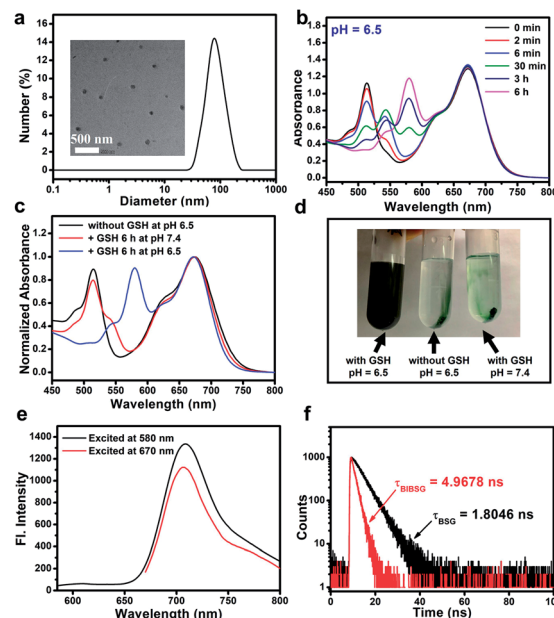 a
16
14
12
10
8
6
4
2
0
Number (%)
500 nm
0.1 1 10 100 1000
Diameter (nm)
b
pH = 6.5
2.0
1.8
1.6
1.4
1.2
1.0
0.8
0.6
0.4
0.2
0.0
Absorbance
0 min
2 min
6 min
30 min
3 h
6 h
450 500 550 600 650 700 750 800
Wavelength (nm)
c
1.4
1.2
1.0
0.8
0.6
0.4
0.2
0.0
Normalized Absorbance
without GSH at pH 6.5
+ GSH 6 h at pH 7.4
+ GSH 6 h at pH 6.5
450 500 550 600 650 700 750 800
Wavelength (nm)
d
with GSH without GSH with GSH
pH = 6.5 pH = 6.5 pH = 7.4
e
1400
1200
1000
800
600
400
200
0
Fl. Intensity
Excited at 580 nm
Excited at 670 nm
600 650 700 750 800
Wavelength (nm)
f
1000
100
10
1
Counts
τBIBSG = 4.9678 ns
τBSG = 1.8046 ns
0 20 40 60 80 100
Time (ns)